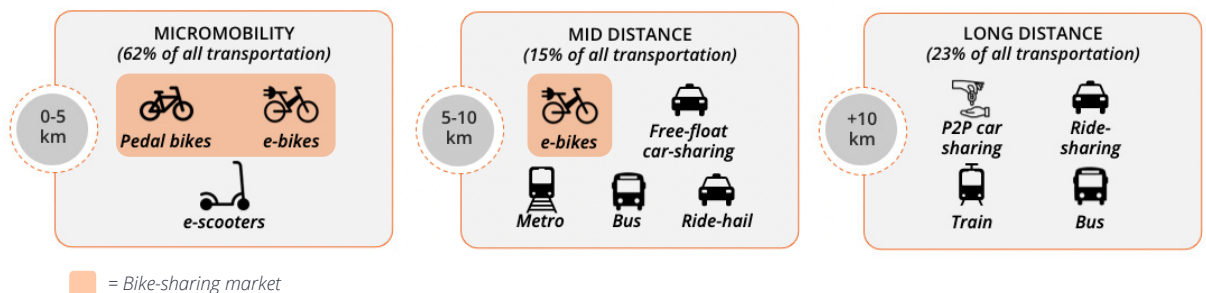 MICROMOBILITY
(62% of all transportation)
0-5
km
Pedal bikes
e-bikes
e-scooters
MID DISTANCE
(15% of all transportation)
5-10
km
e-bikes
Free-float
car-sharing
Metro
Bus
Ride-hail
LONG DISTANCE
(23% of all transportation)
+10
km
P2P car
sharing
Ride-
sharing
Train
Bus
= Bike-sharing market